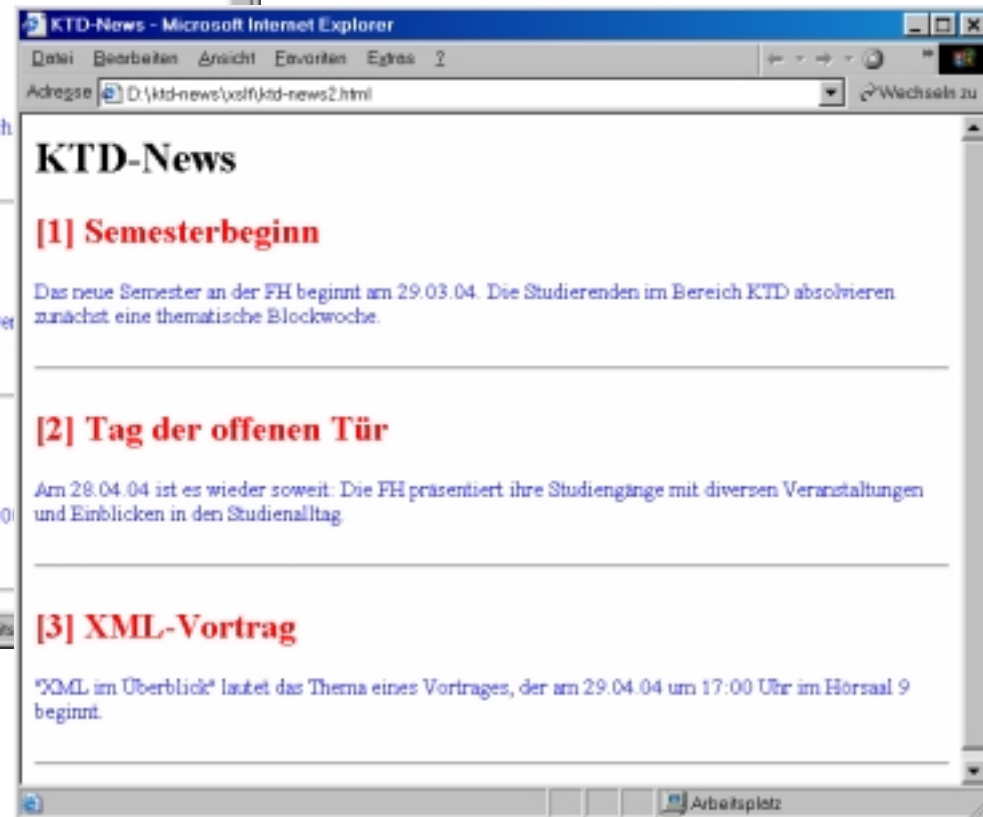 KTD-News - Microsoft Internet Explorer
Datei Bearbeiten Ansicht Favoriten Extras ?
Adresse D:\ktd-news\xslt\ktd-news2.html Wechseln zu
KTD-News
[1] Semesterbeginn
Das neue Semester an der FH beginnt am 29.03.04. Die Studierenden im Bereich KTD absolvieren
zunächst eine thematische Blockwoche.
[2] Tag der offenen Tür
Am 28.04.04 ist es wieder soweit: Die FH präsentiert ihre Studiengänge mit diversen Veranstaltungen
und Einblicken in den Studienalltag.
[3] XML-Vortrag
"XML im Überblick" lautet das Thema eines Vortrages, der am 29.04.04 um 17:00 Uhr im Hörsaal 9
beginnt.
Arbeitsplatz